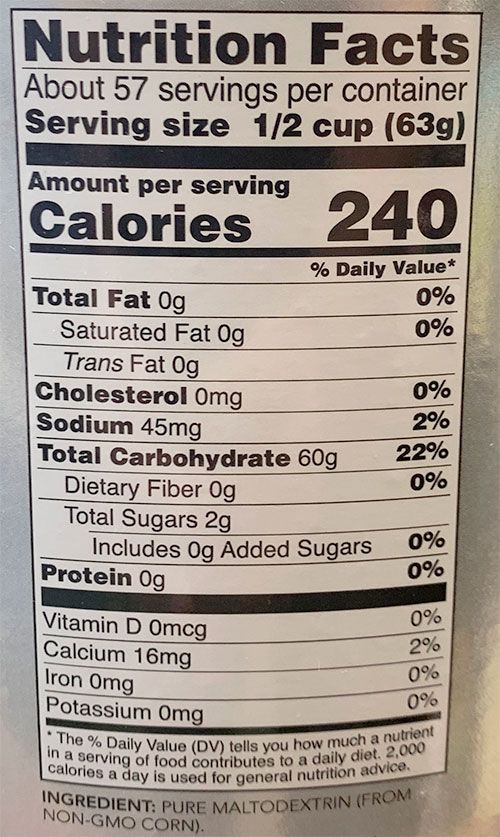 Nutrition Facts
About 57 servings per container
Serving size 1/2 cup (63g)
Amount per serving
Calories 240
% Daily Value*
Total Fat 0g 0%
Saturated Fat 0g 0%
Trans Fat 0g
Cholesterol 0mg 0%
Sodium 45mg 2%
Total Carbohydrate 60g 22%
Dietary Fiber 0g 0%
Total Sugars 2g
Includes 0g Added Sugars 0%
Protein 0g 0%
Vitamin D 0mcg 0%
Calcium 16mg 2%
Iron 0mg 0%
Potassium 0mg 0%
* The % Daily Value (DV) tells you how much a nutrient
in a serving of food contributes to a daily diet. 2,000
calories a day is used for general nutrition advice.
INGREDIENT: PURE MALTODEXTRIN (FROM
NON-GMO CORN).